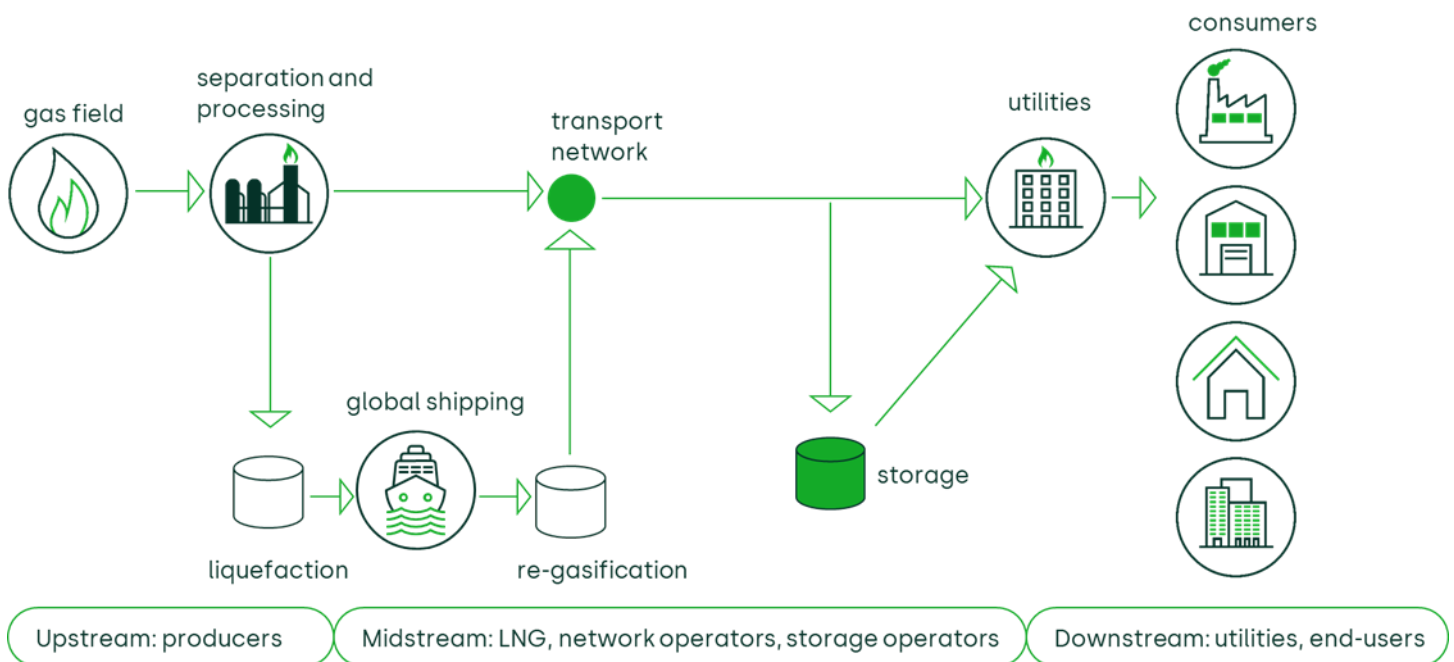 consumers
separation and
processing
gas field
utilities
transport
network
global shipping
storage
liquefaction
re-gasification
Upstream: producers
Midstream: LNG, network operators, storage operators
Downstream: utilities, end-users